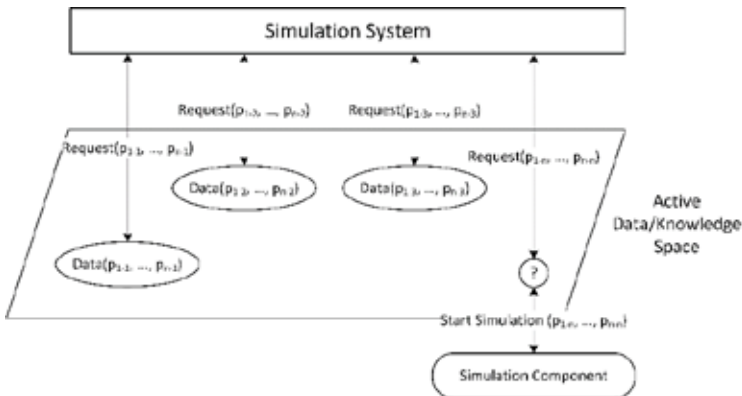 Simulation System
Request(p₁₋₂, ..., pₙ₋₂)
Request(p₁₋₃, ..., pₙ₋₃)
Request(p₁₋₁, ..., pₙ₋₁)
Request(p₁₋ₙ, ..., pₙ₋ₙ)
Data(p₁₋₂, ..., pₙ₋₂)
Data(p₁₋₃, ..., pₙ₋₃)
Active
Data/Knowledge
Space
Data(p₁₋₁, ..., pₙ₋₁)
?
Start Simulation (p₁₋ₙ, ..., pₙ₋ₙ)
Simulation Component